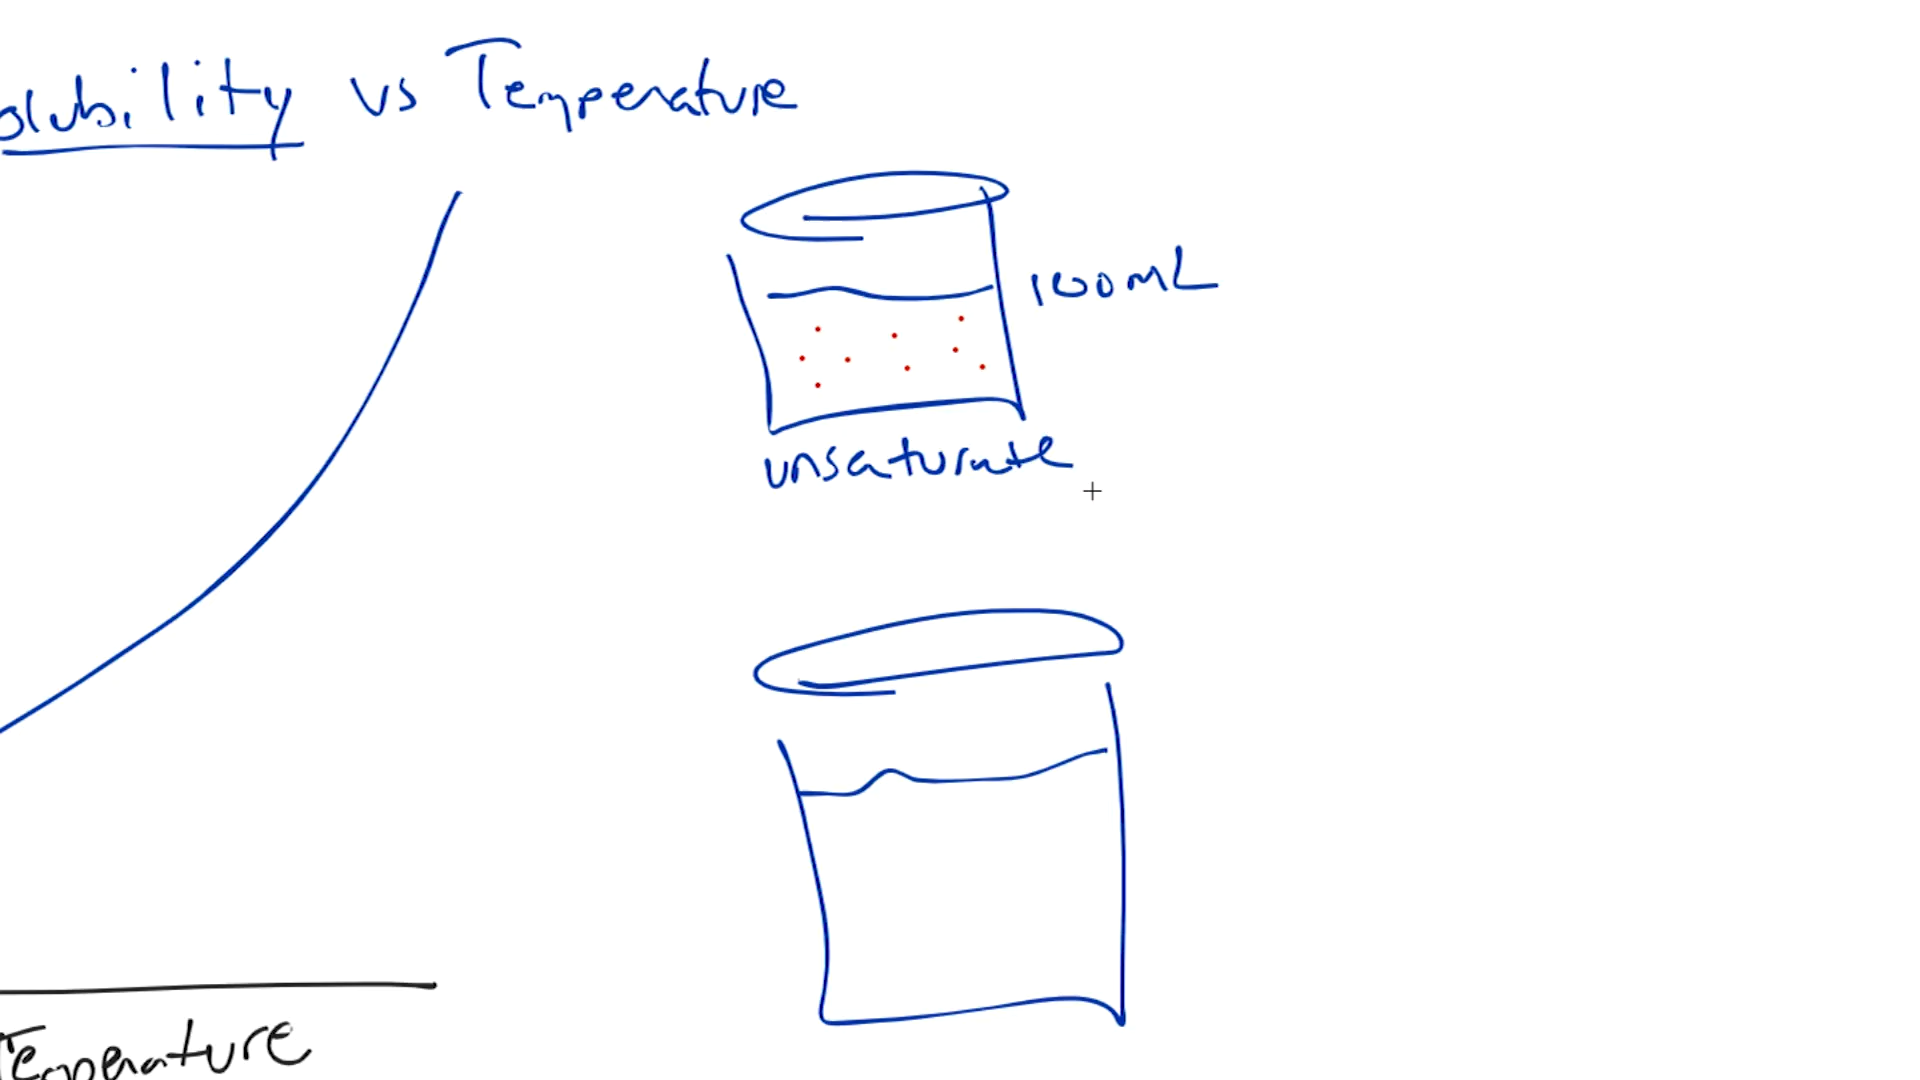 olubility vs Temperature
100mL
unsaturate
Temperature